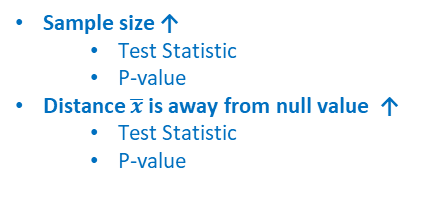 • Sample size ↑
• Test Statistic
• P-value
• Distance x̅ is away from null value ↑
• Test Statistic
• P-value